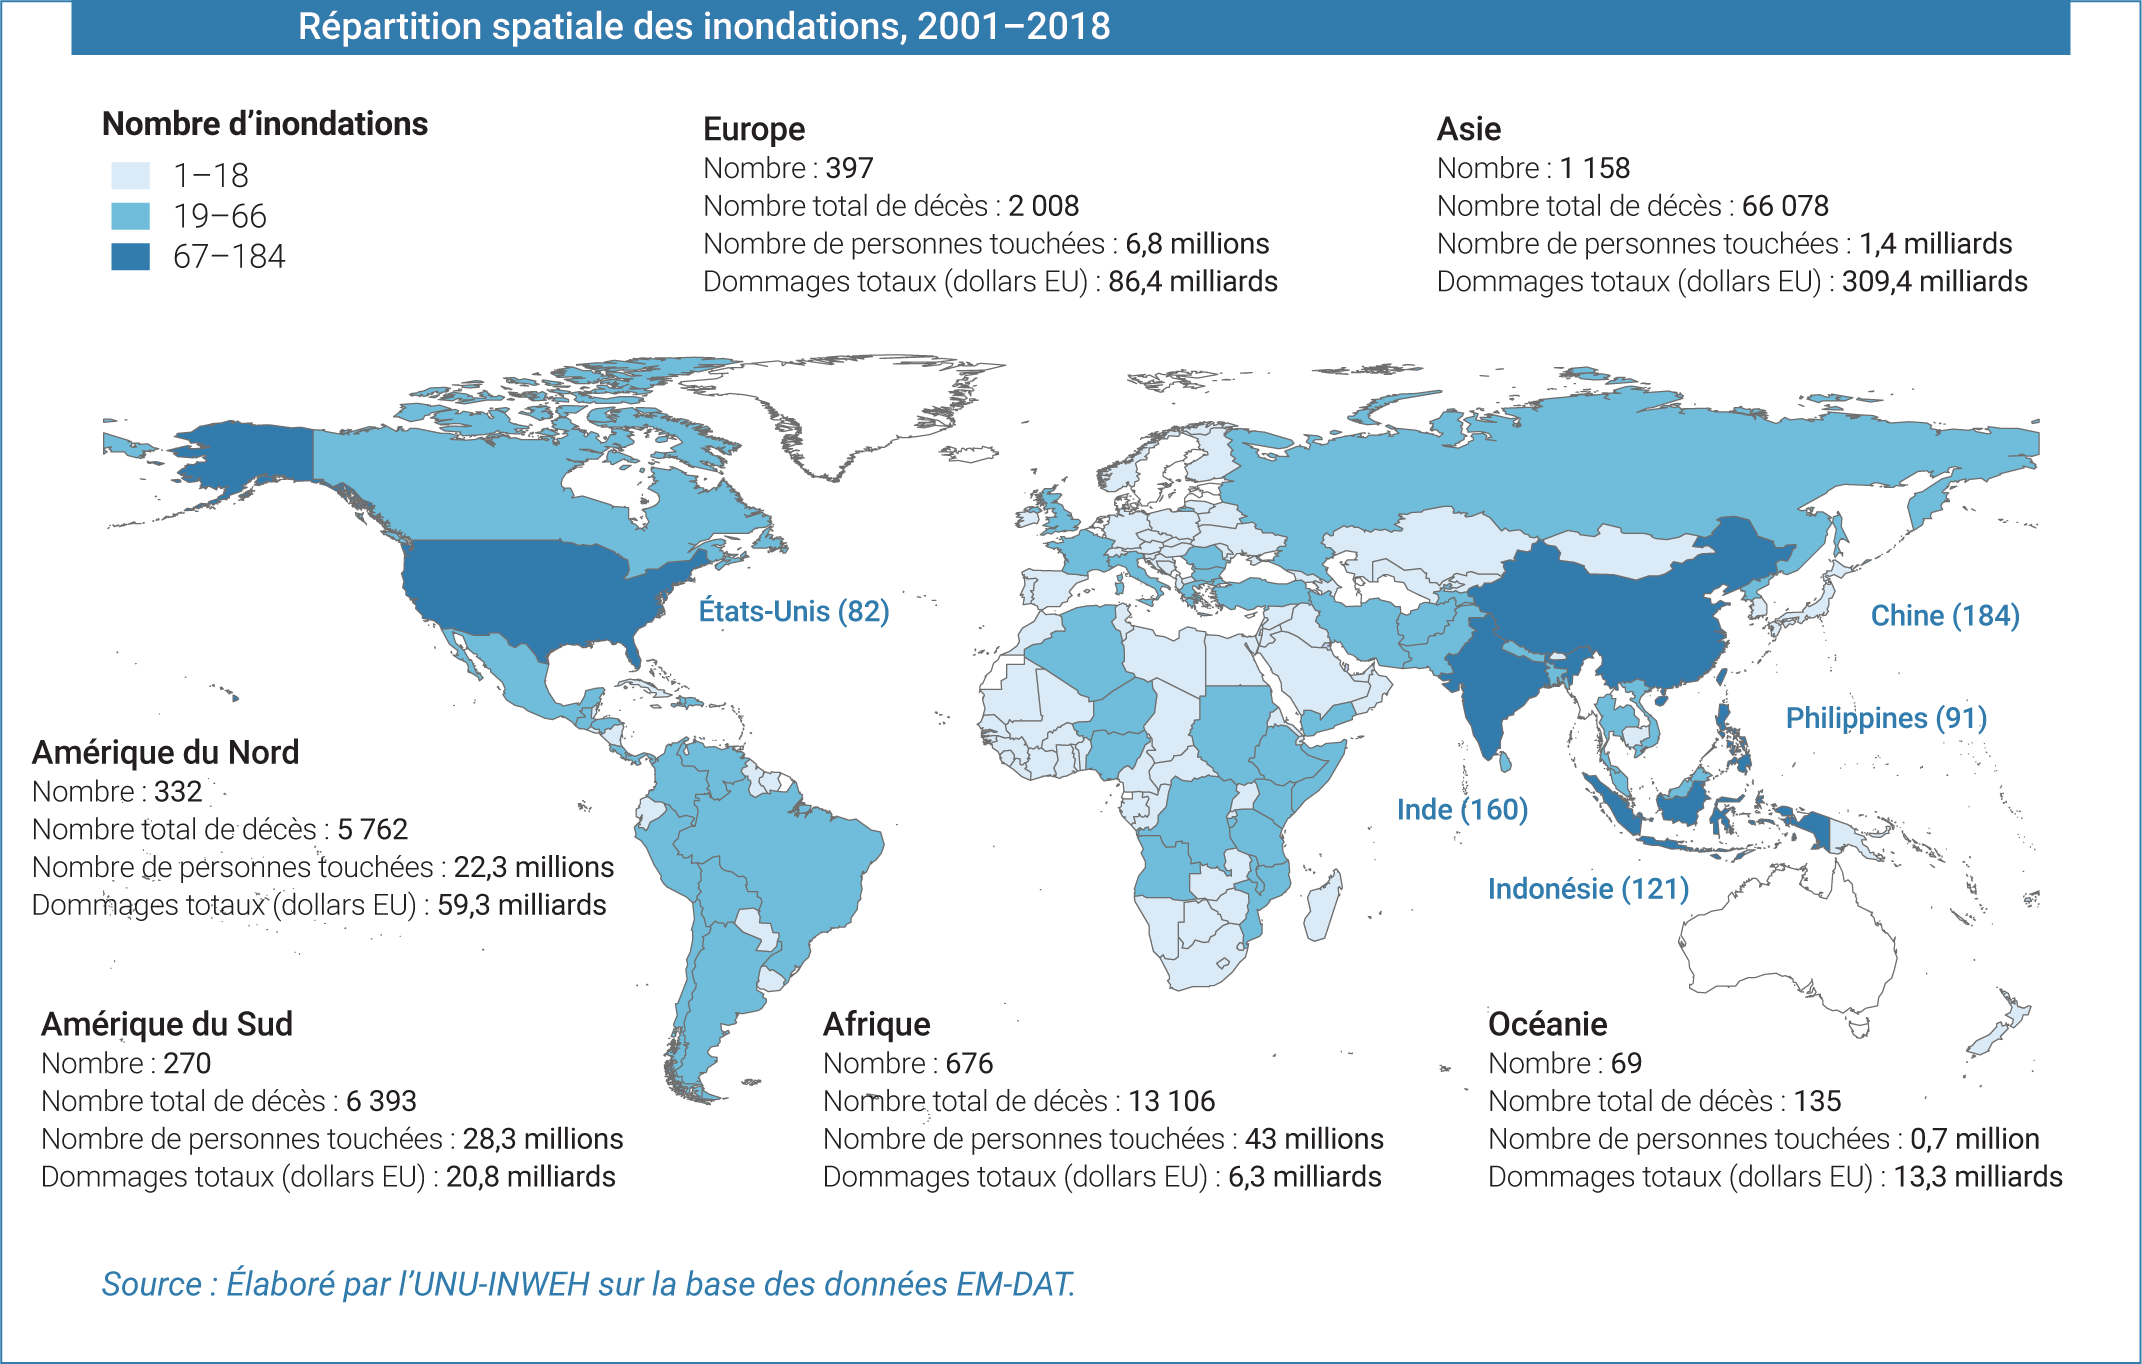 Répartition spatiale des inondations, 2001–2018
Nombre d’inondations
1–18
19–66
67–184
Europe
Nombre : 397
Nombre total de décès : 2 008
Nombre de personnes touchées : 6,8 millions
Dommages totaux (dollars EU) : 86,4 milliards
Asie
Nombre : 1 158
Nombre total de décès : 66 078
Nombre de personnes touchées : 1,4 milliards
Dommages totaux (dollars EU) : 309,4 milliards
États-Unis (82)
Chine (184)
Philippines (91)
Inde (160)
Indonésie (121)
Amérique du Nord
Nombre : 332
Nombre total de décès : 5 762
Nombre de personnes touchées : 22,3 millions
Dommages totaux (dollars EU) : 59,3 milliards
Amérique du Sud
Nombre : 270
Nombre total de décès : 6 393
Nombre de personnes touchées : 28,3 millions
Dommages totaux (dollars EU) : 20,8 milliards
Afrique
Nombre : 676
Nombre total de décès : 13 106
Nombre de personnes touchées : 43 millions
Dommages totaux (dollars EU) : 6,3 milliards
Océanie
Nombre : 69
Nombre total de décès : 135
Nombre de personnes touchées : 0,7 million
Dommages totaux (dollars EU) : 13,3 milliards
Source : Élaboré par l’UNU-INWEH sur la base des données EM-DAT.